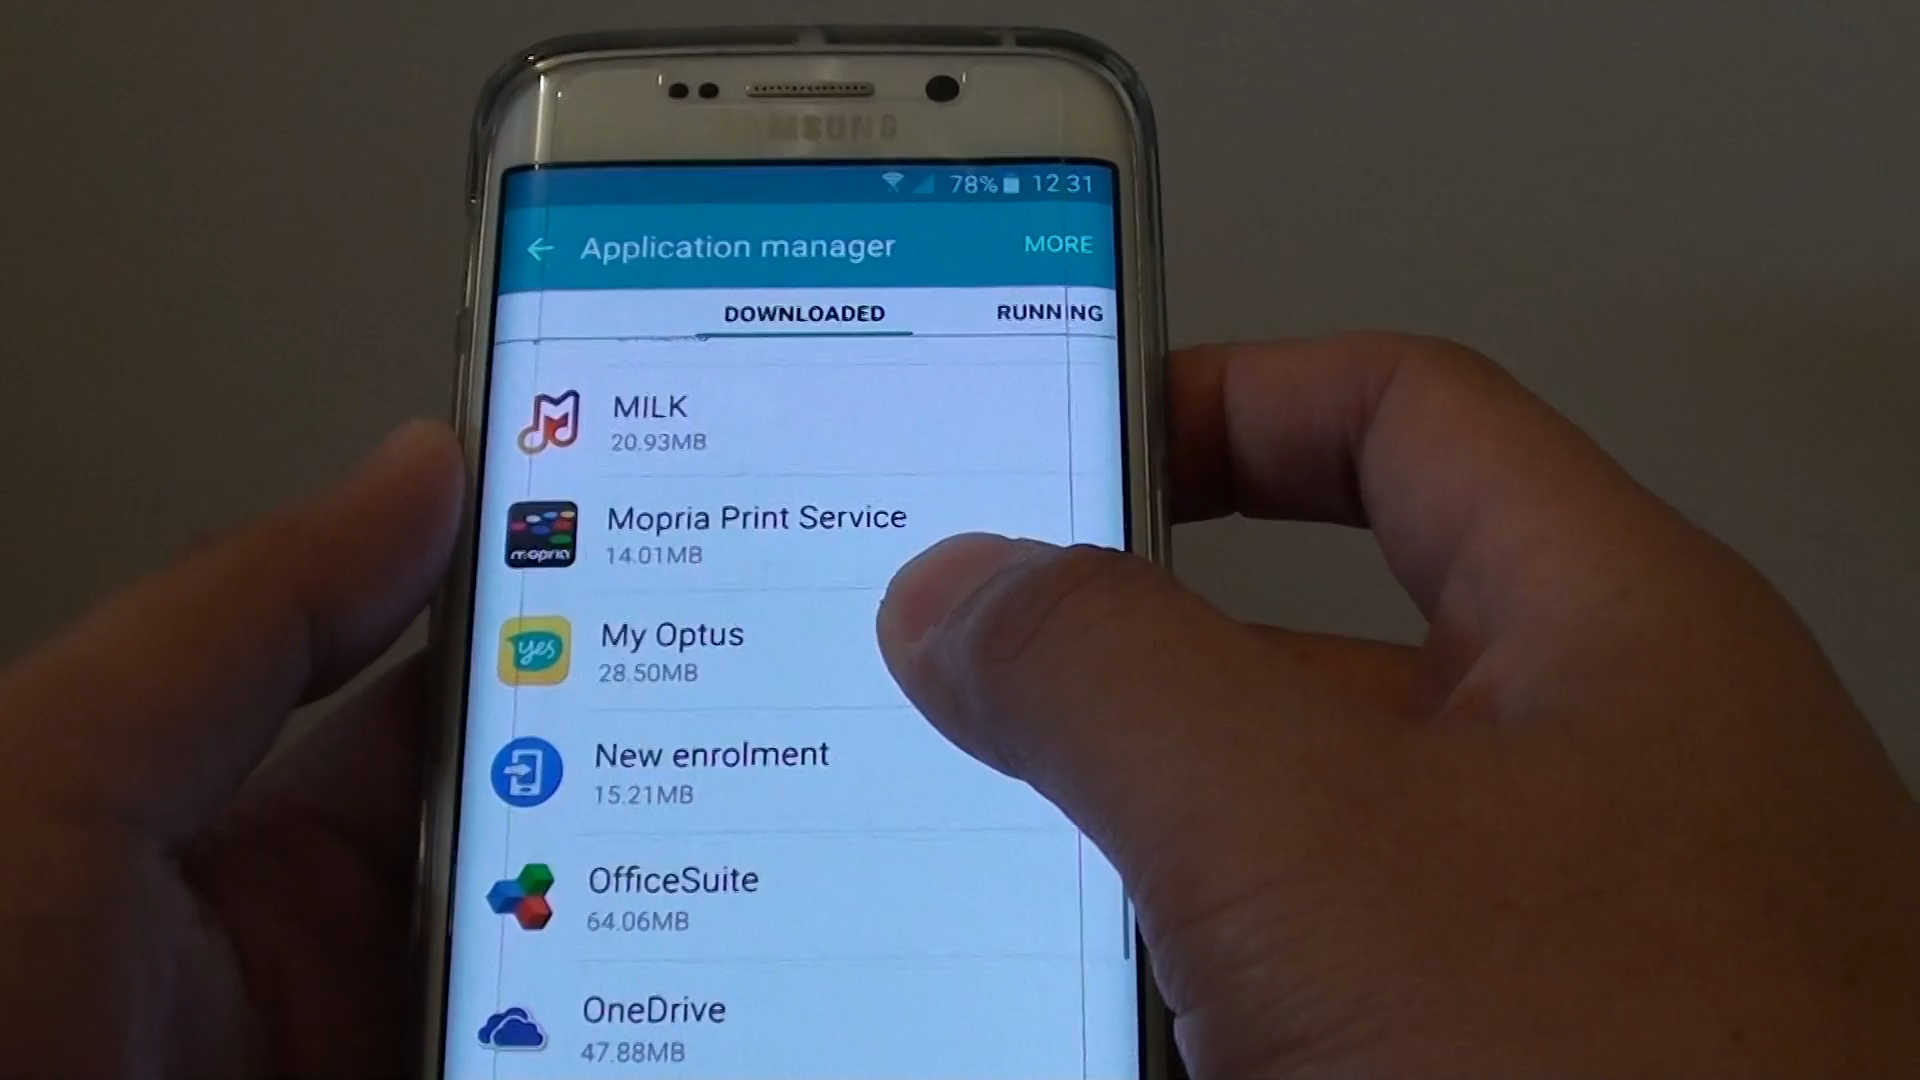 SAMSUNG
78% 12 31
Application manager MORE
DOWNLOADED RUNNING
MILK
20.93MB
Mopria Print Service
14.01MB
mopria
My Optus
28.50MB
yes
New enrolment
15.21MB
OfficeSuite
64.06MB
OneDrive
47.88MB